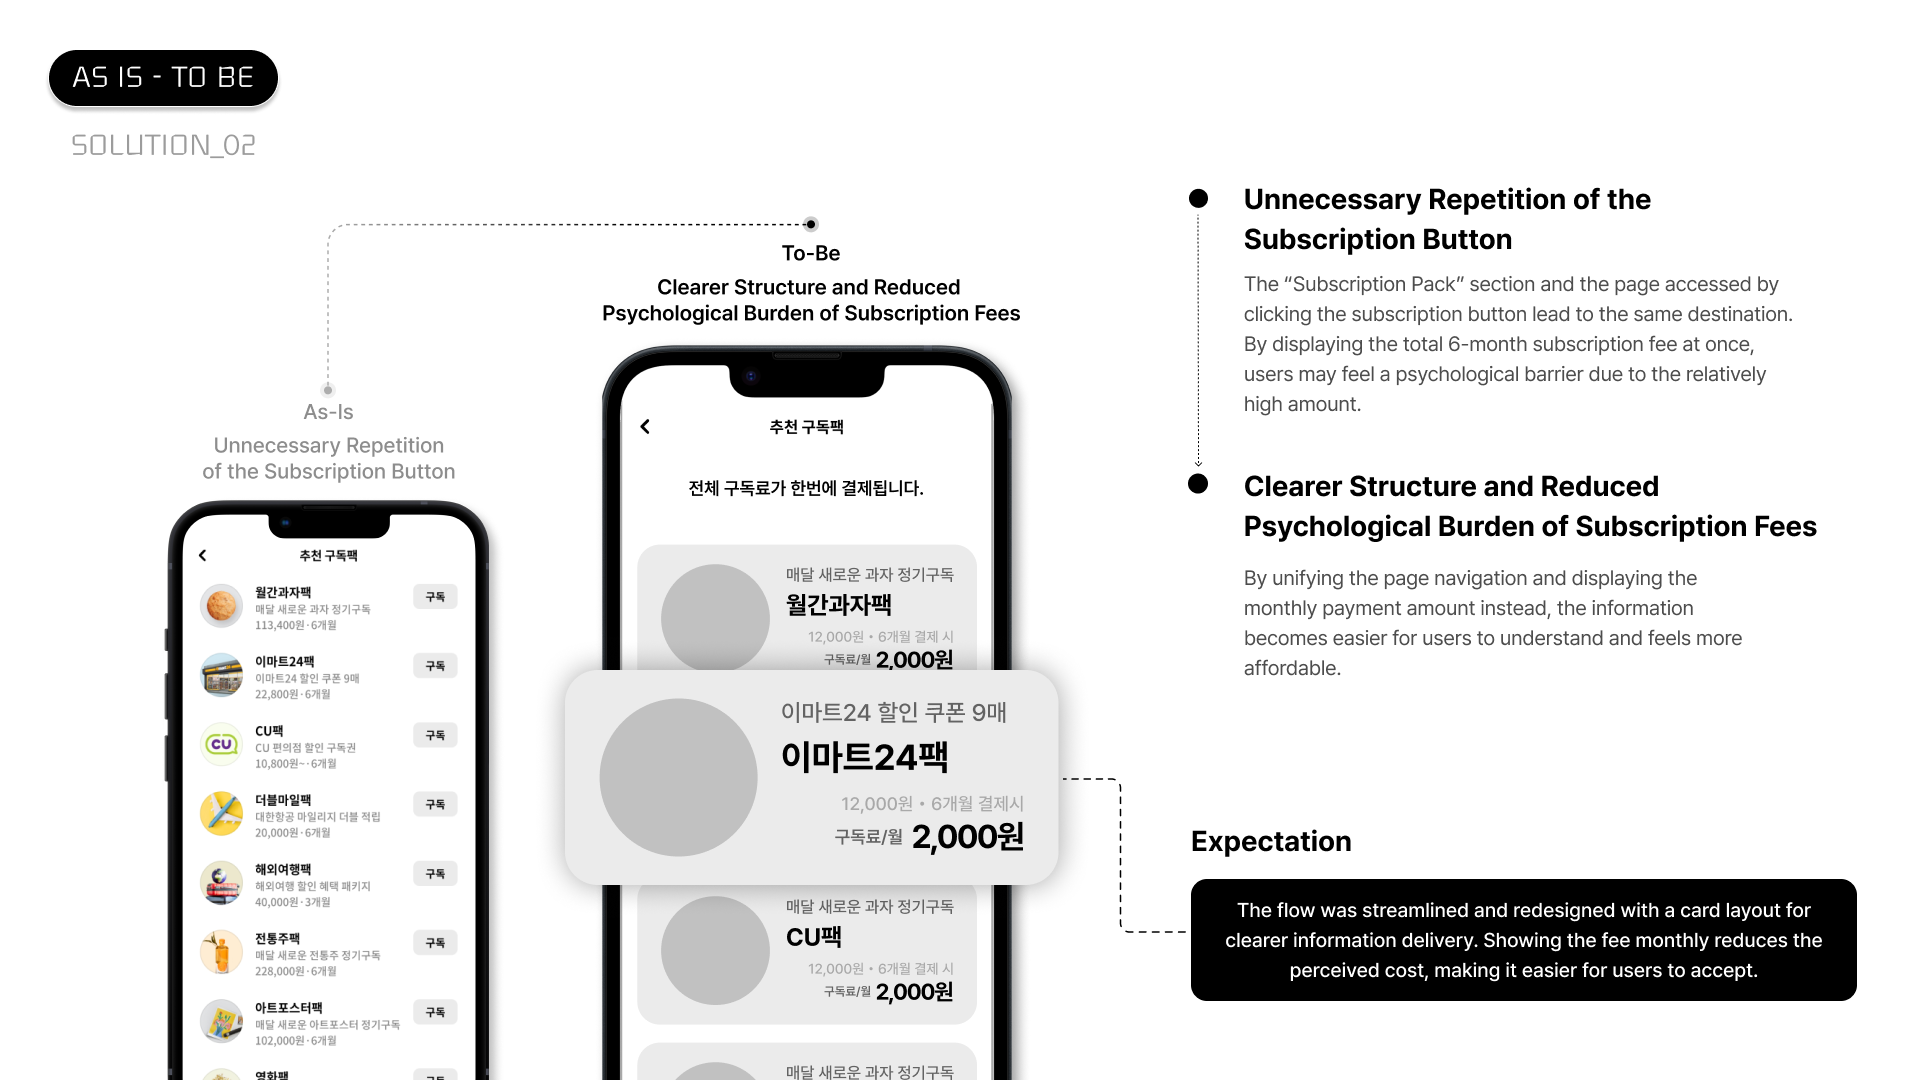 AS IS - TO BE
SOLUTION_02
To-Be
Clearer Structure and Reduced
Psychological Burden of Subscription Fees
As-Is
Unnecessary Repetition
of the Subscription Button
추천 구독팩
월간과자팩
매달 새로운 과자 정기구독
113,400원·6개월
구독
이마트24팩
이마트24 할인 쿠폰 9매
22,800원·6개월
구독
CU
CU팩
CU 편의점 할인 구독권
10,800원~·6개월
구독
더블마일팩
대한항공 마일리지 더블 적립
20,000원·6개월
구독
해외여행팩
해외여행 할인 혜택 패키지
40,000원·3개월
구독
전통주팩
매달 새로운 전통주 정기구독
228,000원·6개월
구독
아트포스터팩
매달 새로운 아트포스터 정기구독
102,000원·6개월
구독
영화팩
구독
추천 구독팩
전체 구독료가 한번에 결제됩니다.
매달 새로운 과자 정기구독
월간과자팩
12,000원 • 6개월 결제 시
구독료/월 2,000원
이마트24 할인 쿠폰 9매
이마트24팩
12,000원 • 6개월 결제시
구독료/월 2,000원
매달 새로운 과자 정기구독
CU팩
12,000원 • 6개월 결제 시
구독료/월 2,000원
매달 새로운 과자 정기구독
Unnecessary Repetition of the
Subscription Button
The “Subscription Pack” section and the page accessed by
clicking the subscription button lead to the same destination.
By displaying the total 6-month subscription fee at once,
users may feel a psychological barrier due to the relatively
high amount.
Clearer Structure and Reduced
Psychological Burden of Subscription Fees
By unifying the page navigation and displaying the
monthly payment amount instead, the information
becomes easier for users to understand and feels more
affordable.
Expectation
The flow was streamlined and redesigned with a card layout for
clearer information delivery. Showing the fee monthly reduces the
perceived cost, making it easier for users to accept.